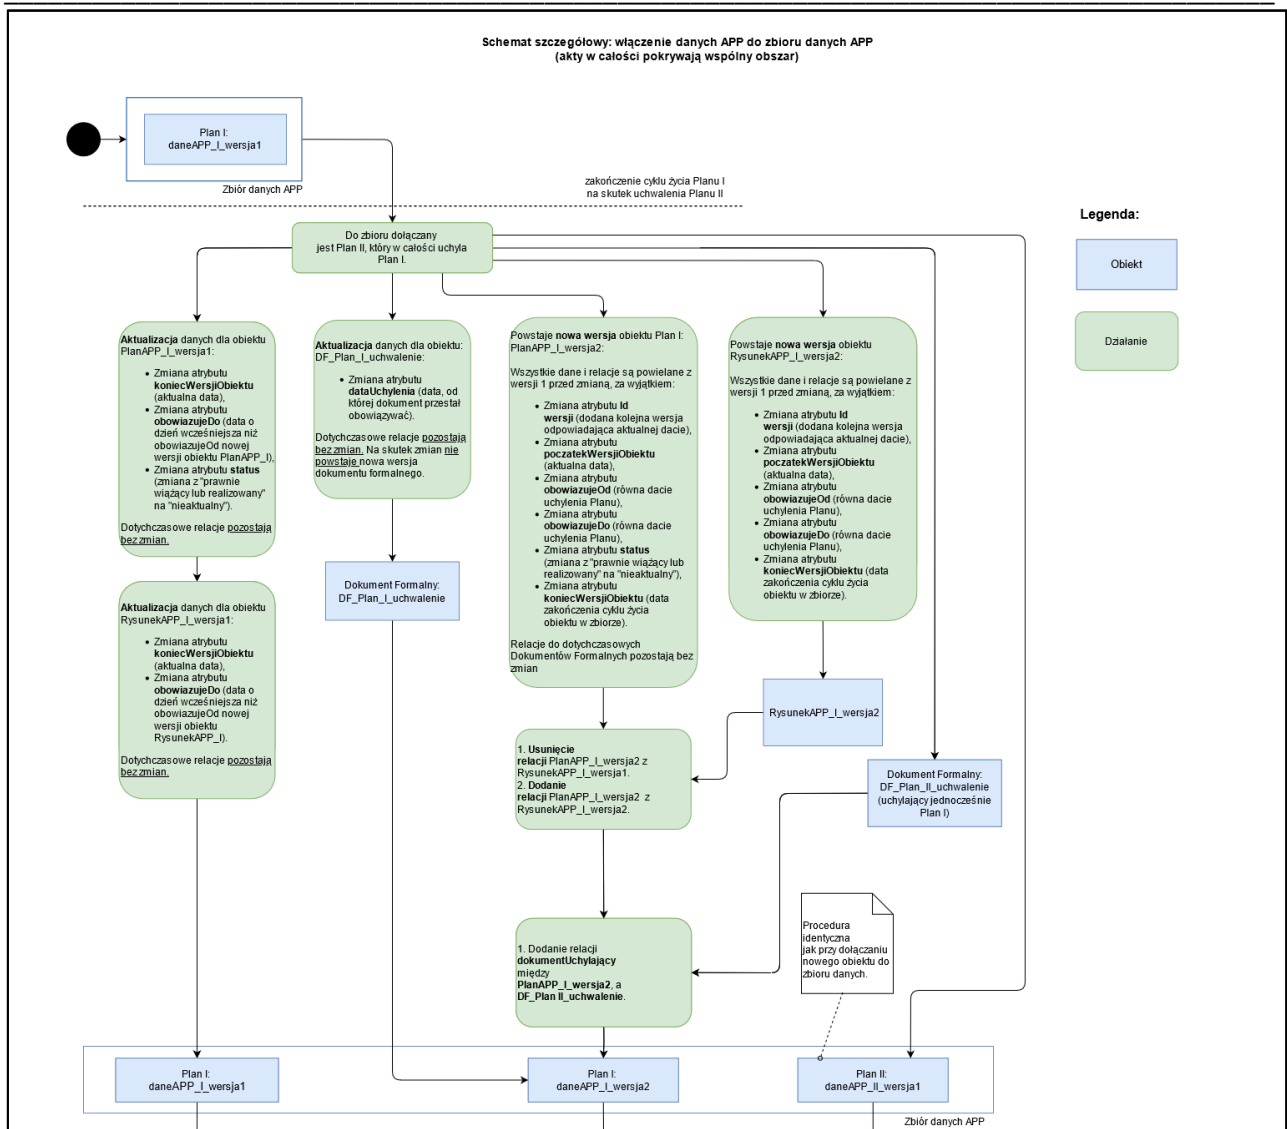 Schemat szczegółowy: włączenie danych APP do zbioru danych APP
(akty w całości pokrywają wspólny obszar)
Plan I:
daneAPP_I_wersja1
Zbiór danych APP
zakończenie cyklu życia Planu I
na skutek uchwalenia Planu II
Legenda:
Obiekt
Działanie
Do zbioru dołączany
jest Plan II, który w całości uchyla
Plan I.
Aktualizacja danych dla obiektu
PlanAPP_I_wersja1:
• Zmiana atrybutu
koniecWersjiObiektu
(aktualna data),
• Zmiana atrybutu
obowiazujeDo (data o
dzień wcześniejsza niż
obowiazujeOd nowej
wersji obiektu PlanAPP_I),
• Zmiana atrybutu status
(zmiana z "prawnie
wiążący lub realizowany"
na "nieaktualny").
Dotychczasowe relacje pozostają
bez zmian.
Aktualizacja danych dla obiektu
RysunekAPP_I_wersja1:
• Zmiana atrybutu
koniecWersjiObiektu
(aktualna data),
• Zmiana atrybutu
obowiazujeDo (data o
dzień wcześniejsza niż
obowiazujeOd nowej
wersji obiektu
RysunekAPP_I).
Dotychczasowe relacje pozostają
bez zmian.
Aktualizacja danych dla obiektu:
DF_Plan_I_uchwalenie:
• Zmiana atrybutu
dataUchylenia (data, od
której dokument przestał
obowiązywać).
Dotychczasowe relacje pozostają
bez zmian. Na skutek zmian nie
powstaje nowa wersja
dokumentu formalnego.
Dokument Formalny:
DF_Plan_I_uchwalenie
Powstaje nowa wersja obiektu Plan I:
PlanAPP_I_wersja2:
Wszystkie dane i relacje są powielane z
wersji 1 przed zmianą, za wyjątkiem:
• Zmiana atrybutu Id
wersji (dodana kolejna wersja
odpowiadająca aktualnej dacie),
• Zmiana atrybutu
poczatekWersjiObiektu
(aktualna data),
• Zmiana atrybutu
obowiazujeOd (równa dacie
uchylenia Planu),
• Zmiana atrybutu
obowiazujeDo (równa dacie
uchylenia Planu),
• Zmiana atrybutu status
(zmiana z "prawnie wiążący lub
realizowany" na "nieaktualny"),
• Zmiana atrybutu
koniecWersjiObiektu (data
zakończenia cyklu życia
obiektu w zbiorze).
Relacje do dotychczasowych
Dokumentów Formalnych pozostają bez
zmian
Powstaje nowa wersja obiektu
RysunekAPP_I_wersja2:
Wszystkie dane i relacje są powielane z
wersji 1 przed zmianą, za wyjątkiem:
• Zmiana atrybutu Id
wersji (dodana kolejna wersja
odpowiadająca aktualnej dacie),
• Zmiana atrybutu
poczatekWersjiObiektu
(aktualna data),
• Zmiana atrybutu
obowiazujeOd (równa dacie
uchylenia Planu),
• Zmiana atrybutu
obowiazujeDo (równa dacie
uchylenia Planu),
• Zmiana atrybutu
koniecWersjiObiektu (data
zakończenia cyklu życia
obiektu w zbiorze).
RysunekAPP_I_wersja2
1. Usunięcie
relacji PlanAPP_I_wersja2 z
RysunekAPP_I_wersja1.
2. Dodanie
relacji PlanAPP_I_wersja2 z
RysunekAPP_I_wersja2.
Dokument Formalny:
DF_Plan_II_uchwalenie
(uchylający jednocześnie
Plan I)
1. Dodanie relacji
dokumentUchylający
między
PlanAPP_I_wersja2, a
DF_Plan II_uchwalenie.
Procedura
identyczna
jak przy dołączaniu
nowego obiektu do
zbioru danych.
Plan I:
daneAPP_I_wersja1
Plan I:
daneAPP_I_wersja2
Plan II:
daneAPP_II_wersja1
Zbiór danych APP